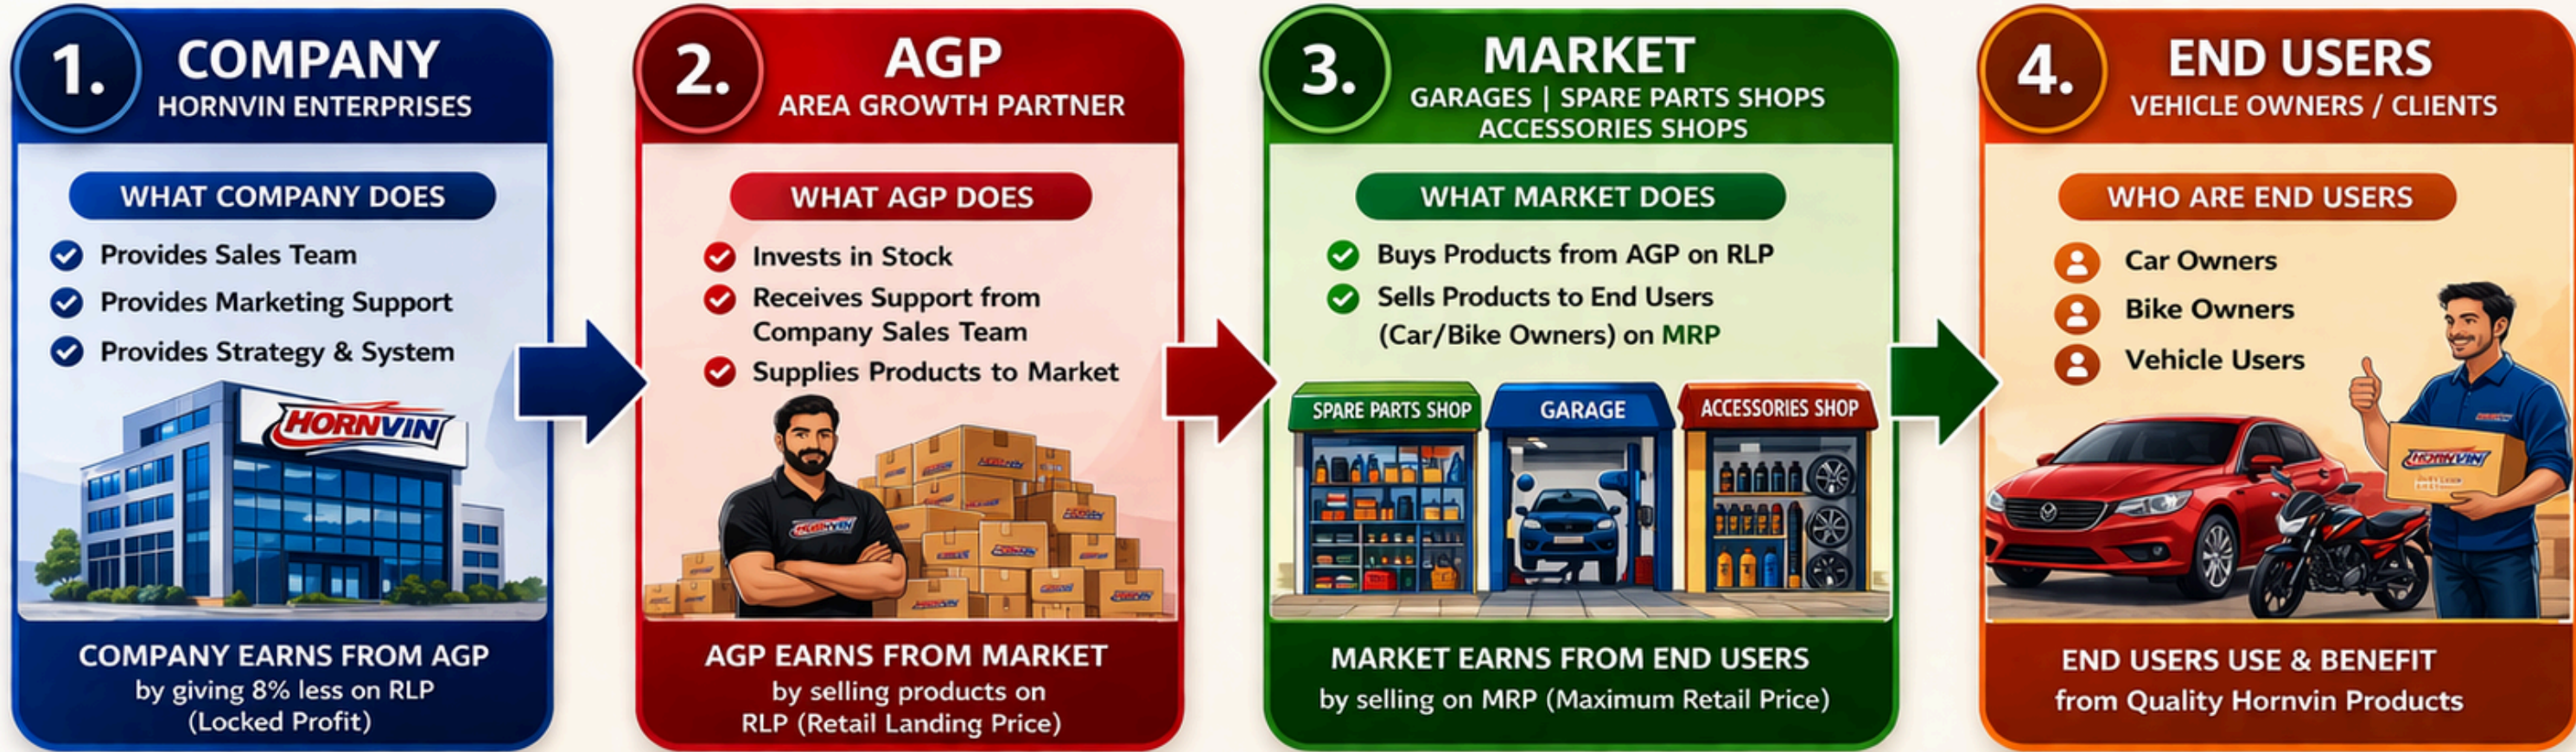 1.
COMPANY
HORNVIN ENTERPRISES
WHAT COMPANY DOES
Provides Sales Team
Provides Marketing Support
Provides Strategy & System
HORNVIN
COMPANY EARNS FROM AGP
by giving 8% less on RLP
(Locked Profit)
2.
AGP
AREA GROWTH PARTNER
WHAT AGP DOES
Invests in Stock
Receives Support from
Company Sales Team
Supplies Products to Market
HORNVIN
AGP EARNS FROM MARKET
by selling products on
RLP (Retail Landing Price)
3.
MARKET
GARAGES | SPARE PARTS SHOPS
ACCESSORIES SHOPS
WHAT MARKET DOES
Buys Products from AGP on RLP
Sells Products to End Users
(Car/Bike Owners) on MRP
SPARE PARTS SHOP
GARAGE
ACCESSORIES SHOP
MARKET EARNS FROM END USERS
by selling on MRP (Maximum Retail Price)
4.
END USERS
VEHICLE OWNERS / CLIENTS
WHO ARE END USERS
Car Owners
Bike Owners
Vehicle Users
HORNVIN
END USERS USE & BENEFIT
from Quality Hornvin Products